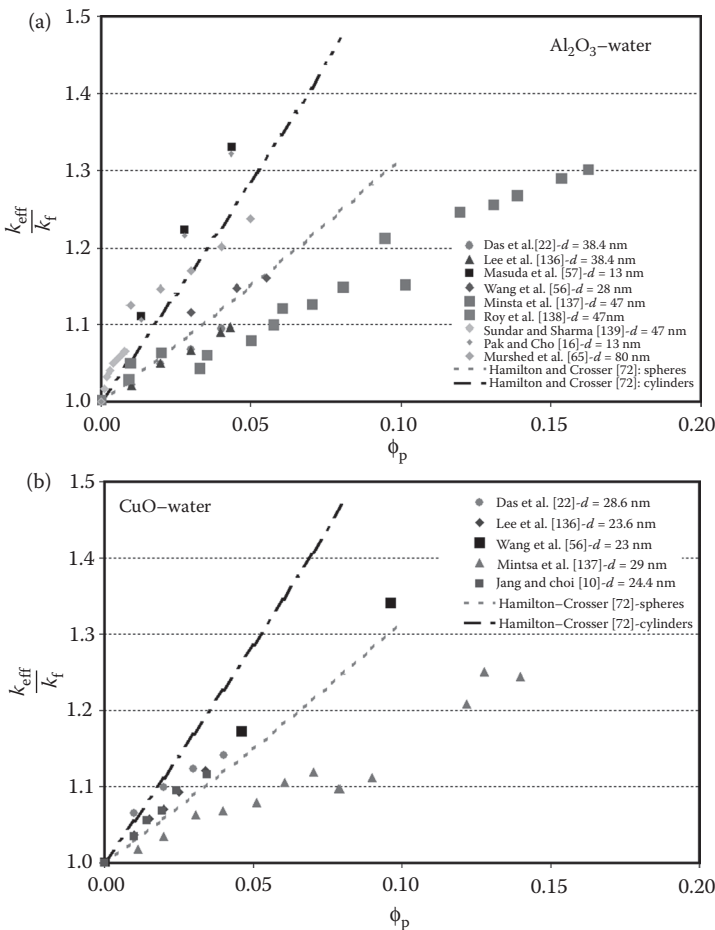 (a)
1.5
1.4
1.3
1.2
1.1
1.0
keff
kf
Al2O3–water
Das et al.[22]-d = 38.4 nm
Lee et al. [136]-d = 38.4 nm
Masuda et al. [57]-d = 13 nm
Wang et al. [56]-d = 28 nm
Minsta et al. [137]-d = 47 nm
Roy et al. [138]-d = 47nm
Sundar and Sharma [139]-d = 47 nm
Pak and Cho [16]-d = 13 nm
Murshed et al. [65]-d = 80 nm
Hamilton and Crosser [72]: spheres
Hamilton and Crosser [72]: cylinders
0.00 0.05 0.10 0.15 0.20
ϕp
(b)
1.5
1.4
1.3
1.2
1.1
1.0
keff
kf
CuO–water
Das et al. [22]-d = 28.6 nm
Lee et al. [136]-d = 23.6 nm
Wang et al. [56]-d = 23 nm
Mintsa et al. [137]-d = 29 nm
Jang and choi [10]-d = 24.4 nm
Hamilton–Crosser [72]-spheres
Hamilton–Crosser [72]-cylinders
0.00 0.05 0.10 0.15 0.20
ϕp